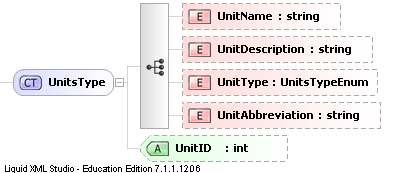 E UnitName : string
E UnitDescription : string
CT UnitsType
E UnitType : UnitsTypeEnum
E UnitAbbreviation : string
A UnitID : int
Liquid XML Studio - Education Edition 7.1.1.1206